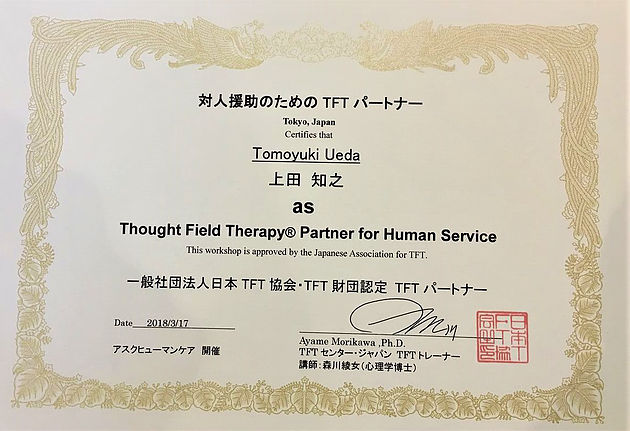 対人援助のための TFT パートナー
Tokyo, Japan
Certifies that
Tomoyuki Ueda
上田 知之
as
Thought Field Therapy® Partner for Human Service
This workshop is approved by the Japanese Association for TFT.
一般社団法人日本 TFT 協会・TFT 財団認定 TFT パートナー
Date 2018/3/17
アスクヒューマンケア 開催
Ayame Morikawa ,Ph.D.
TFT センター・ジャパン TFT トレーナー
講師：森川綾女(心理学博士)